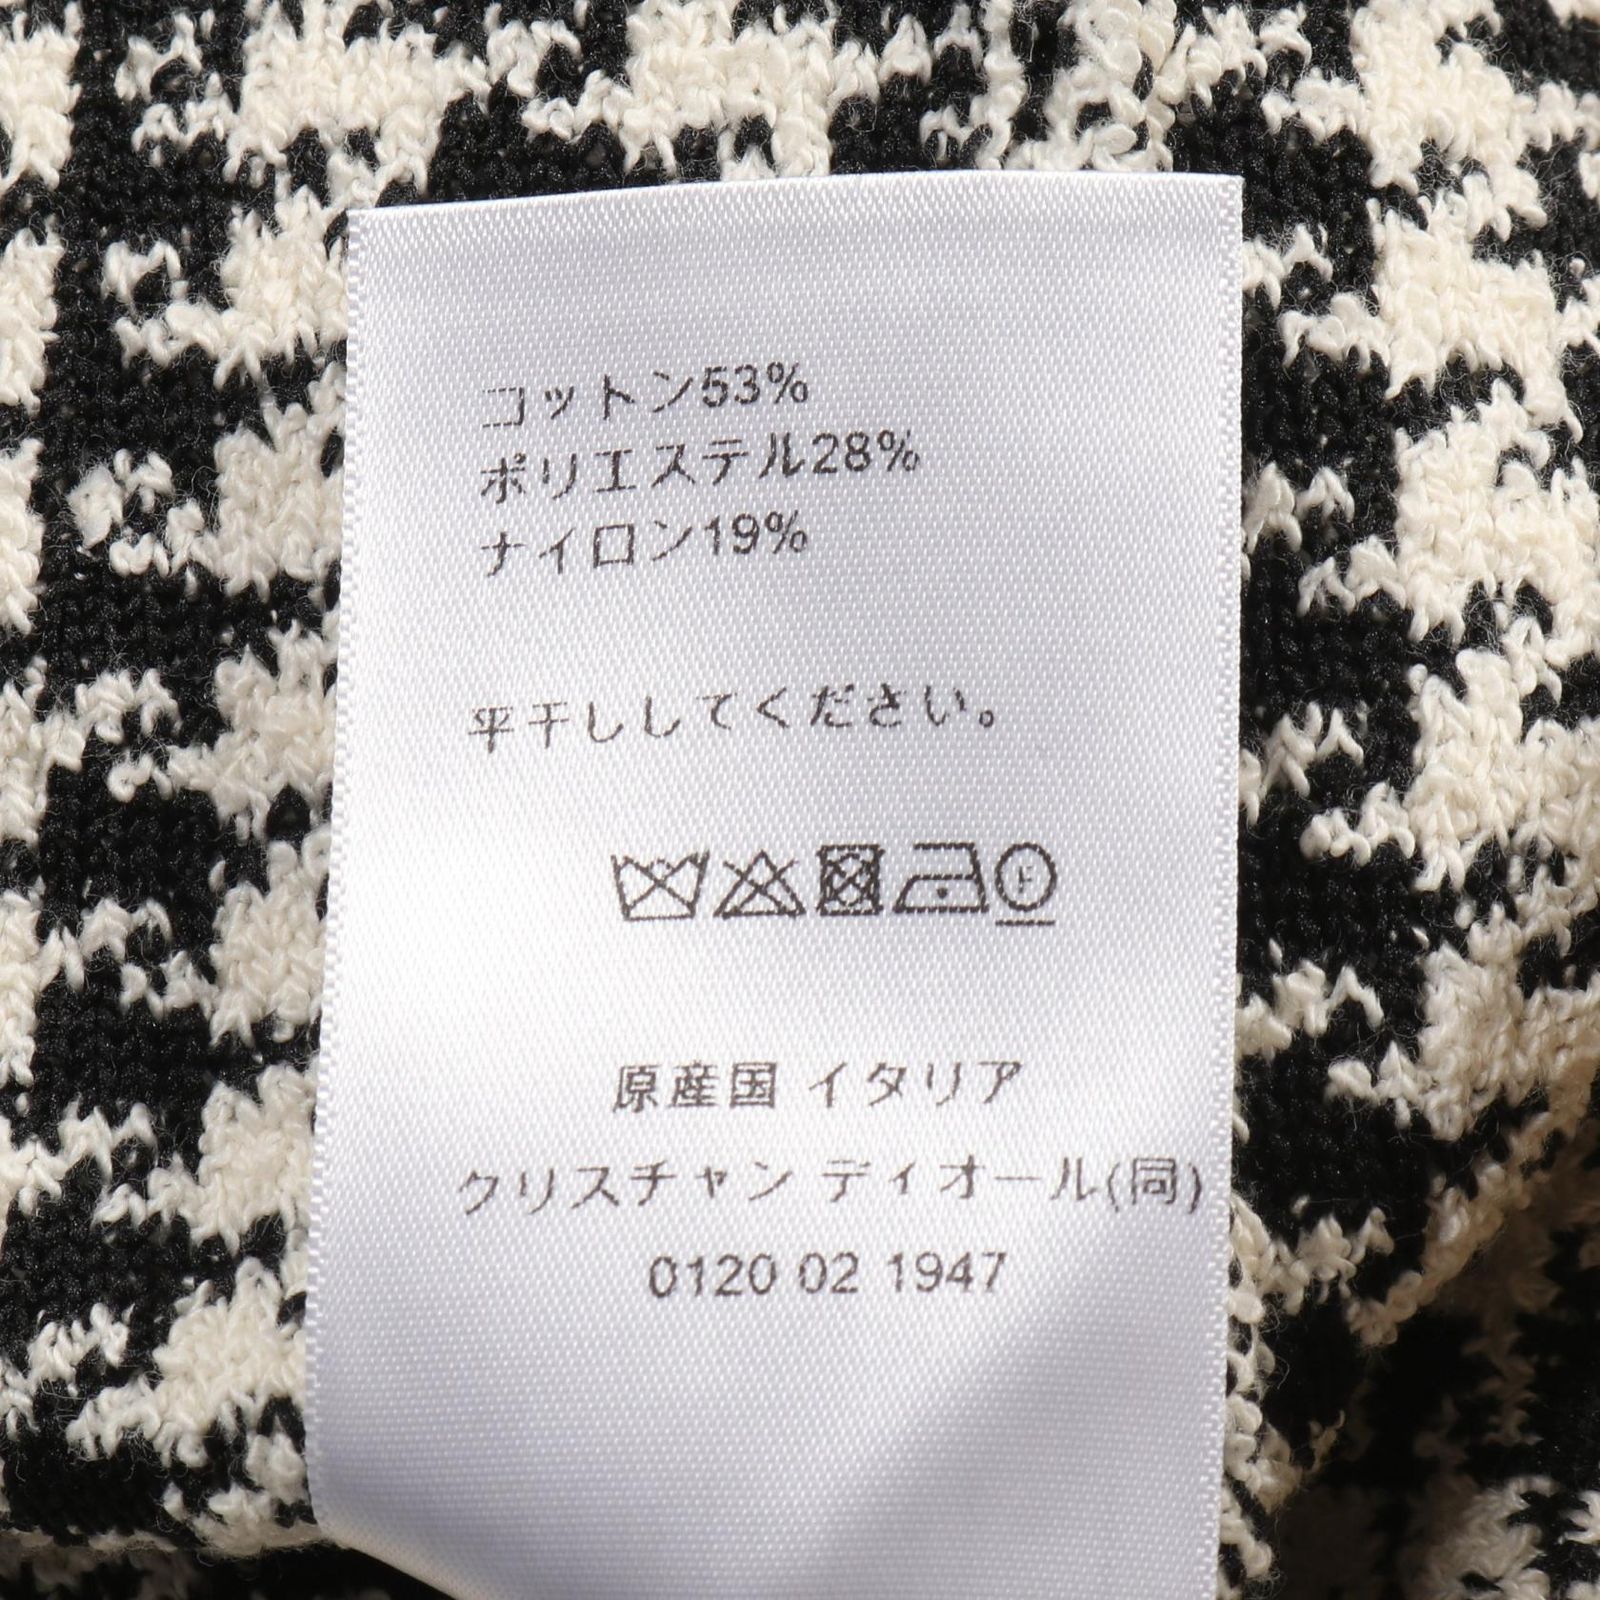 コットン53%
ポリエステル28%
ナイロン19%
平干ししてください。
F
原産国 イタリア
クリスチャン ディオール(同)
0120 02 1947